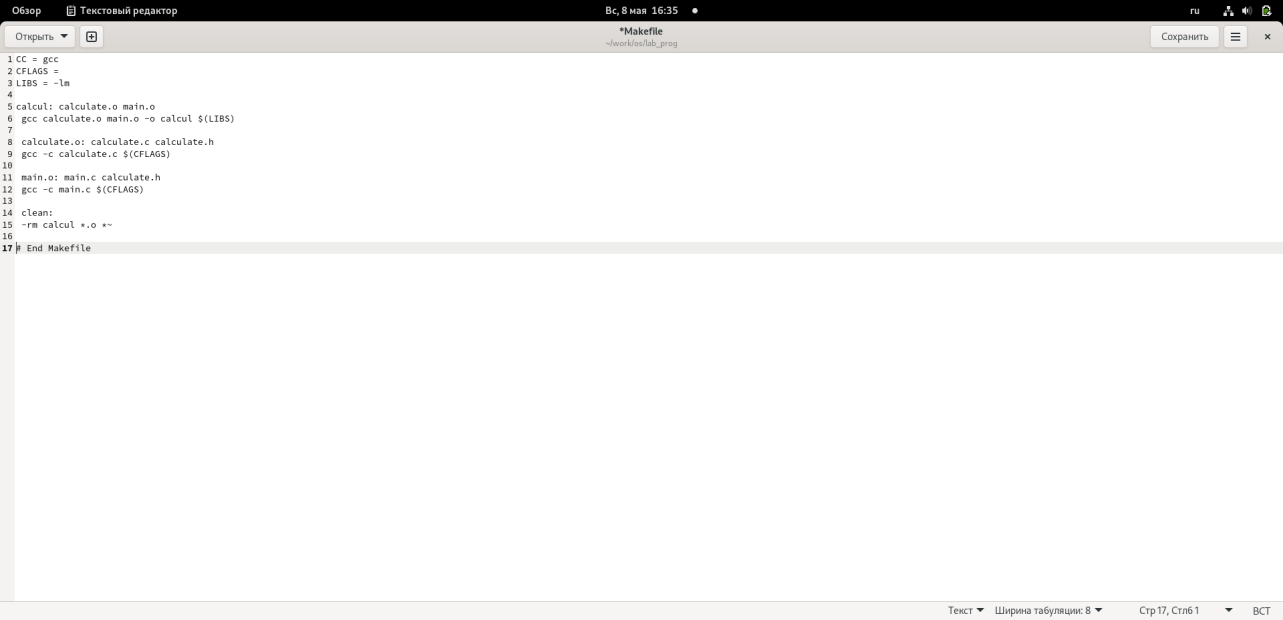 Обзор Текстовый редактор Вс, 8 мая 16:35 ru
Открыть *Makefile Сохранить
~/work/os/lab_prog
1 CC = gcc
2 CFLAGS =
3 LIBS = -lm
4
5 calcul: calculate.o main.o
6  gcc calculate.o main.o -o calcul $(LIBS)
7
8  calculate.o: calculate.c calculate.h
9  gcc -c calculate.c $(CFLAGS)
10
11  main.o: main.c calculate.h
12  gcc -c main.c $(CFLAGS)
13
14  clean:
15  -rm calcul *.o *~
16
17 # End Makefile
Текст Ширина табуляции: 8 Стр 17, Стлб 1 ВСТ